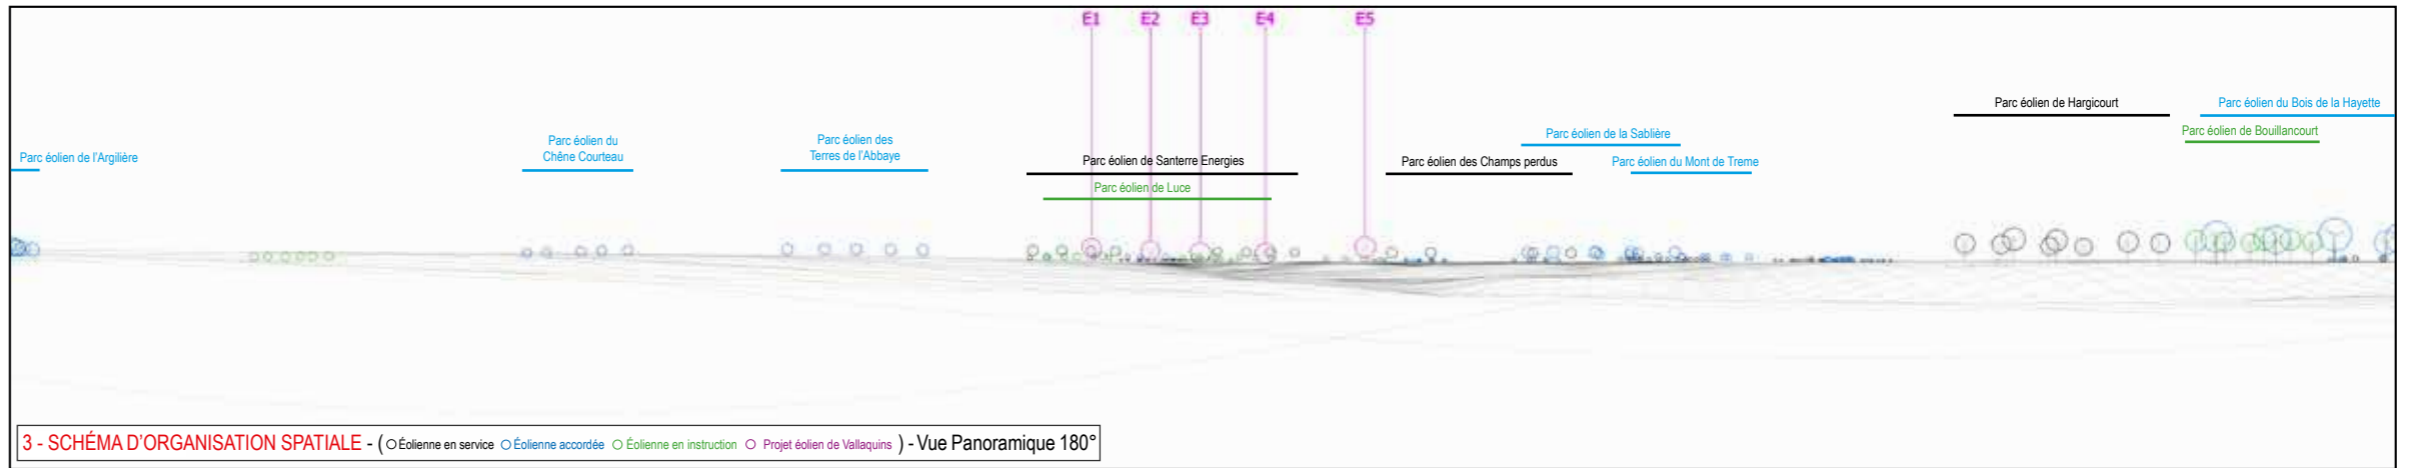 E1 E2 E3 E4 E5
Parc éolien de Hargicourt
Parc éolien du Bois de la Hayette
Parc éolien de Bouillancourt
Parc éolien de la Sablière
Parc éolien du
Chêne Courteau
Parc éolien des
Terres de l'Abbaye
Parc éolien de l'Argilière
Parc éolien de Santerre Energies
Parc éolien des Champs perdus
Parc éolien du Mont de Treme
Parc éolien de Luce
3 - SCHÉMA D'ORGANISATION SPATIALE - ( Éolienne en service Éolienne accordée Éolienne en instruction Projet éolien de Vallaquins ) - Vue Panoramique 180°